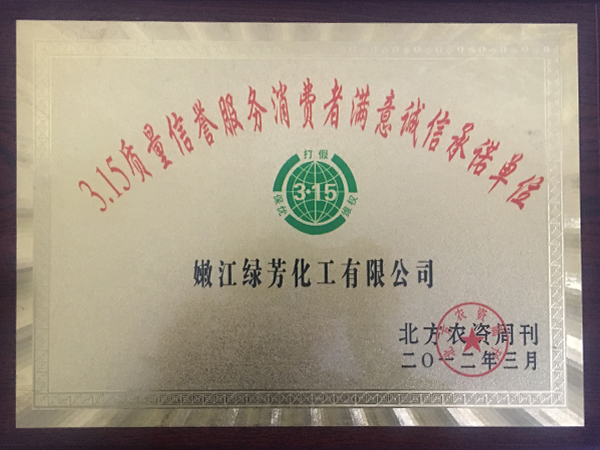 3.15质量信誉服务消费者满意诚信承诺单位
打假
3·15
保优 维权
嫩江绿芳化工有限公司
北方农资周刊
二〇一二年三月